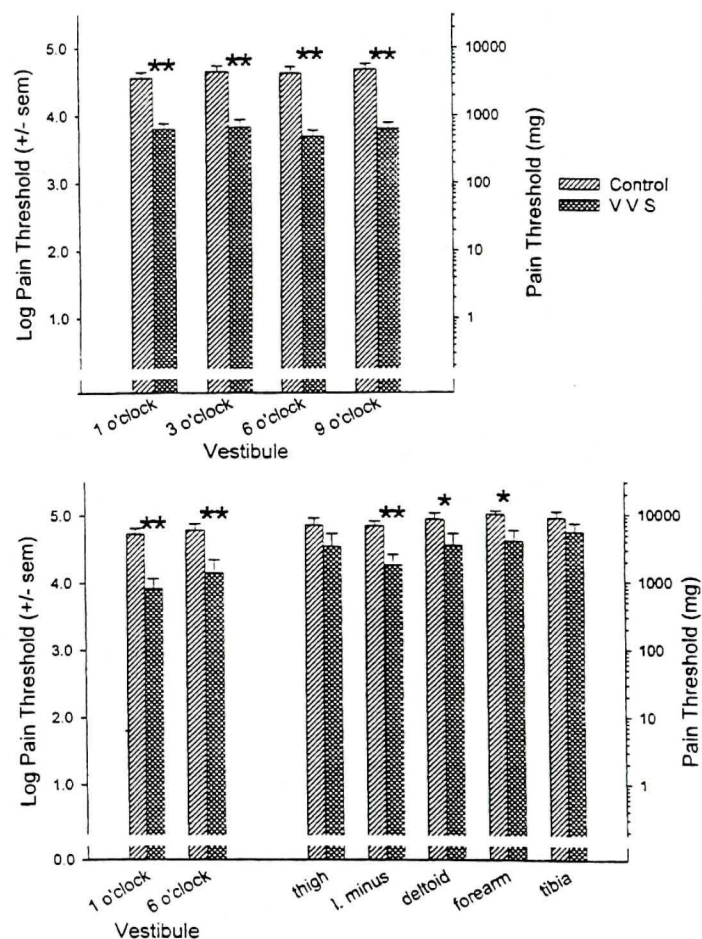 Log Pain Threshold (+/- sem)
5.0
4.0
3.0
2.0
1.0
** ** ** **
10000
1000
100
10
1
Pain Threshold (mg)
Control
V V S
1 o'clock
3 o'clock
6 o'clock
9 o'clock
Vestibule
Log Pain Threshold (+/- sem)
5.0
4.0
3.0
2.0
1.0
0.0
** ** ** * *
10000
1000
100
10
1
Pain Threshold (mg)
1 o'clock
6 o'clock
thigh
l. minus
deltoid
forearm
tibia
Vestibule